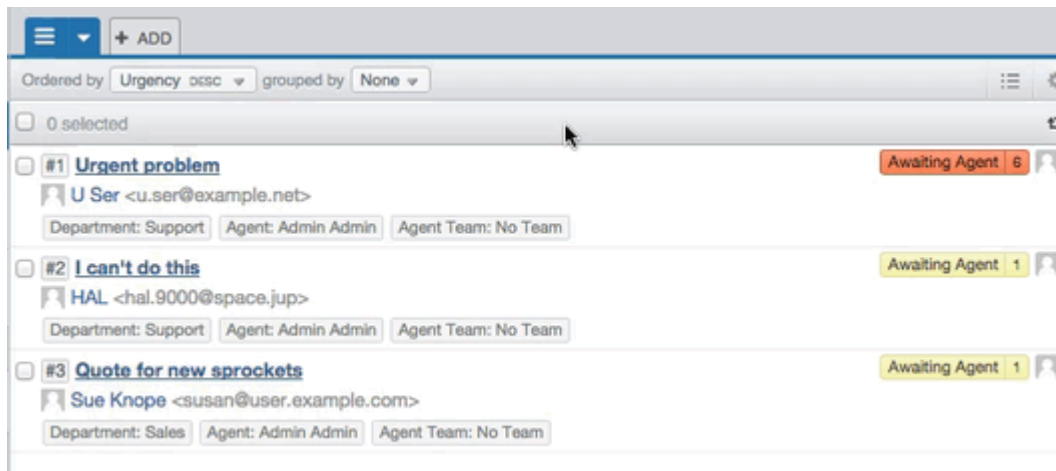 + ADD
Ordered by Urgency DESC grouped by None
0 selected
#1 Urgent problem Awaiting Agent 6
U Ser <u.ser@example.net>
Department: Support Agent: Admin Admin Agent Team: No Team
#2 I can't do this Awaiting Agent 1
HAL <hal.9000@space.jup>
Department: Support Agent: Admin Admin Agent Team: No Team
#3 Quote for new sprockets Awaiting Agent 1
Sue Knope <susan@user.example.com>
Department: Sales Agent: Admin Admin Agent Team: No Team